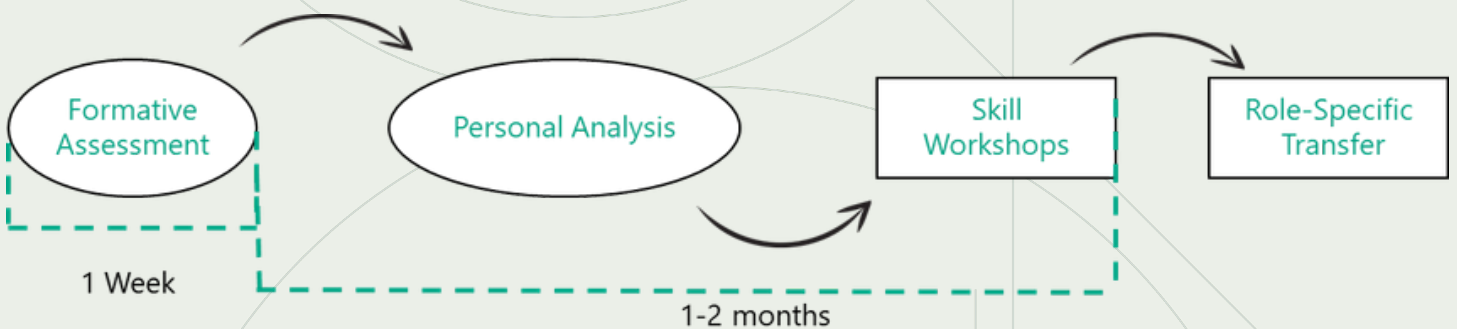 Formative
Assessment
Personal Analysis
Skill
Workshops
Role-Specific
Transfer
1 Week
1-2 months